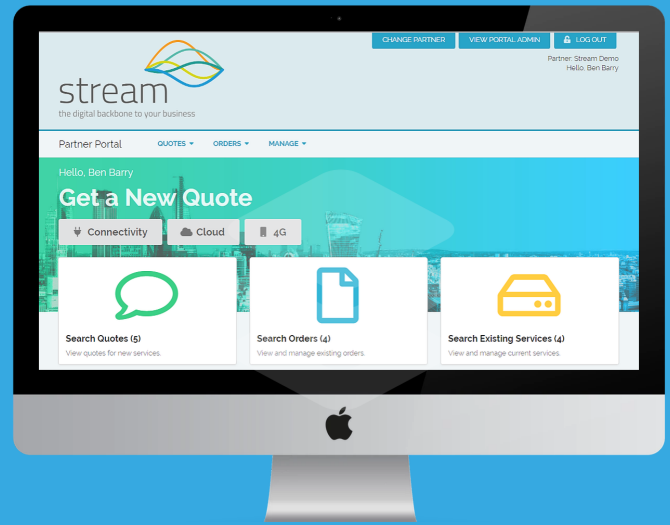 CHANGE PARTNER
VIEW PORTAL ADMIN
LOG OUT
Partner: Stream Demo
Hello, Ben Barry
stream
the digital backbone to your business
Partner Portal
QUOTES
ORDERS
MANAGE
Hello, Ben Barry
Get a New Quote
Connectivity
Cloud
4G
Search Quotes (5)
View quotes for new services.
Search Orders (4)
View and manage existing orders.
Search Existing Services (4)
View and manage current services.